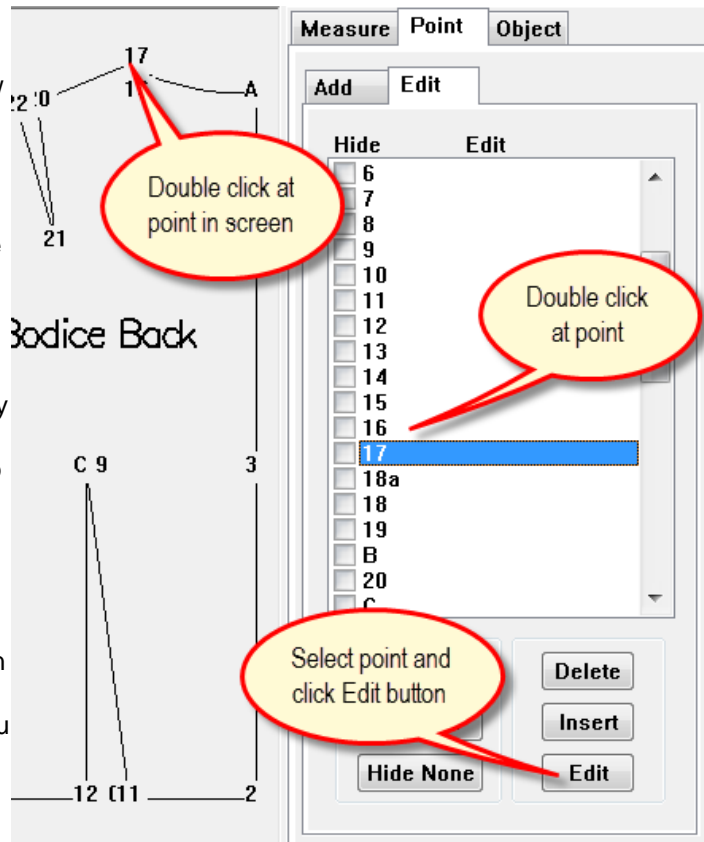 Measure Point Object
Add Edit
Hide Edit
6
7
8
9
10
11
12
13
14
15
16
17
18a
18
19
B
20
C
Delete
Insert
Hide None
Edit
17
A
21
Bodice Back
C 9
3
12
11
2
Double click at
point in screen
Double click
at point
Select point and
click Edit button